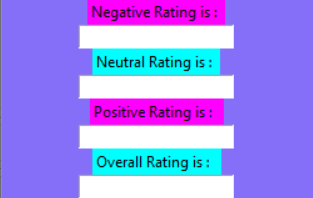 Negative Rating is :
Neutral Rating is :
Positive Rating is :
Overall Rating is :